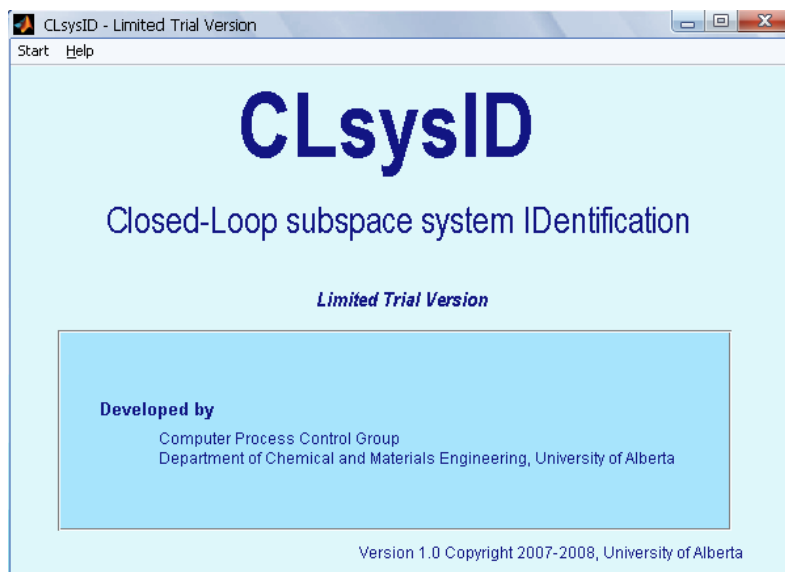 CLsysID - Limited Trial Version
Start Help
CLsysID
Closed-Loop subspace system IDentification
Limited Trial Version
Developed by
Computer Process Control Group
Department of Chemical and Materials Engineering, University of Alberta
Version 1.0 Copyright 2007-2008, University of Alberta